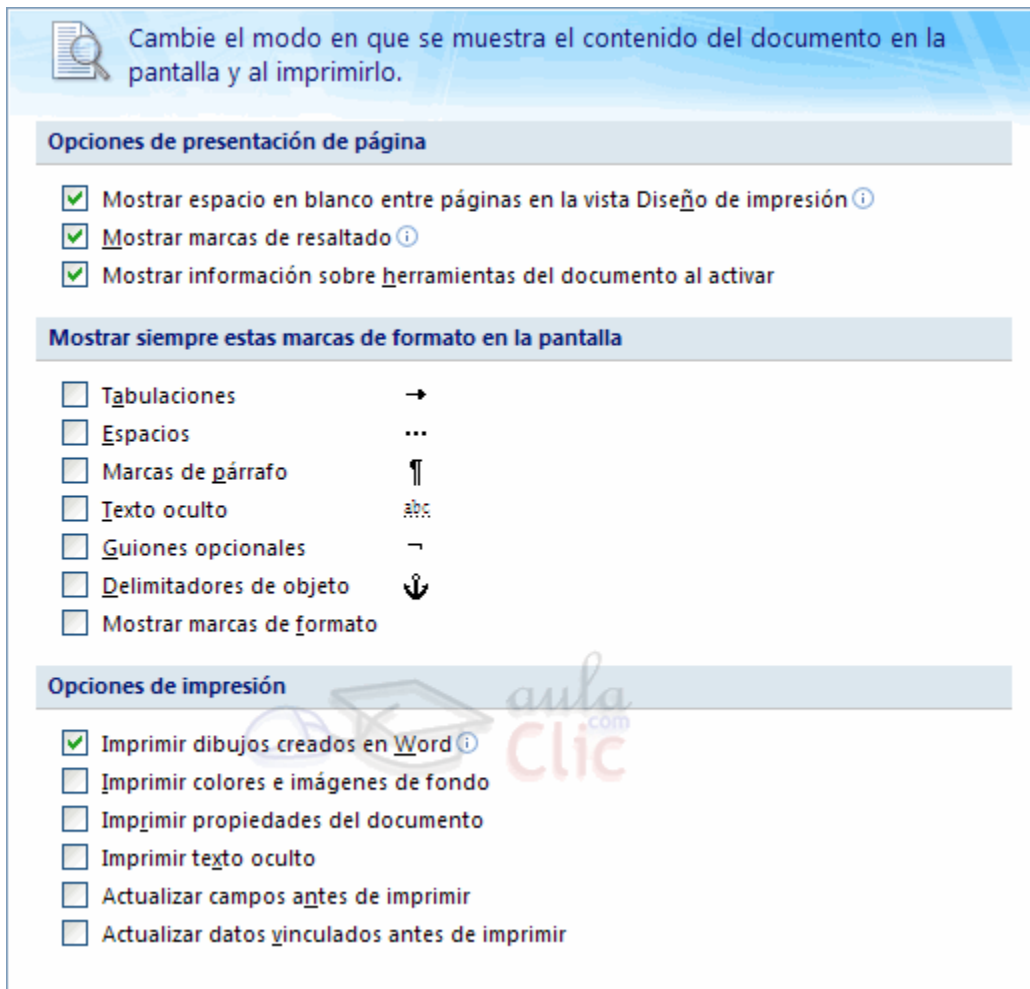 Cambie el modo en que se muestra el contenido del documento en la
pantalla y al imprimirlo.
Opciones de presentación de página
Mostrar espacio en blanco entre páginas en la vista Diseño de impresión
Mostrar marcas de resaltado
Mostrar información sobre herramientas del documento al activar
Mostrar siempre estas marcas de formato en la pantalla
Tabulaciones →
Espacios ...
Marcas de párrafo ¶
Texto oculto abc
Guiones opcionales ¬
Delimitadores de objeto
Mostrar marcas de formato
Opciones de impresión
aula
.com
Clic
Imprimir dibujos creados en Word
Imprimir colores e imágenes de fondo
Imprimir propiedades del documento
Imprimir texto oculto
Actualizar campos antes de imprimir
Actualizar datos vinculados antes de imprimir